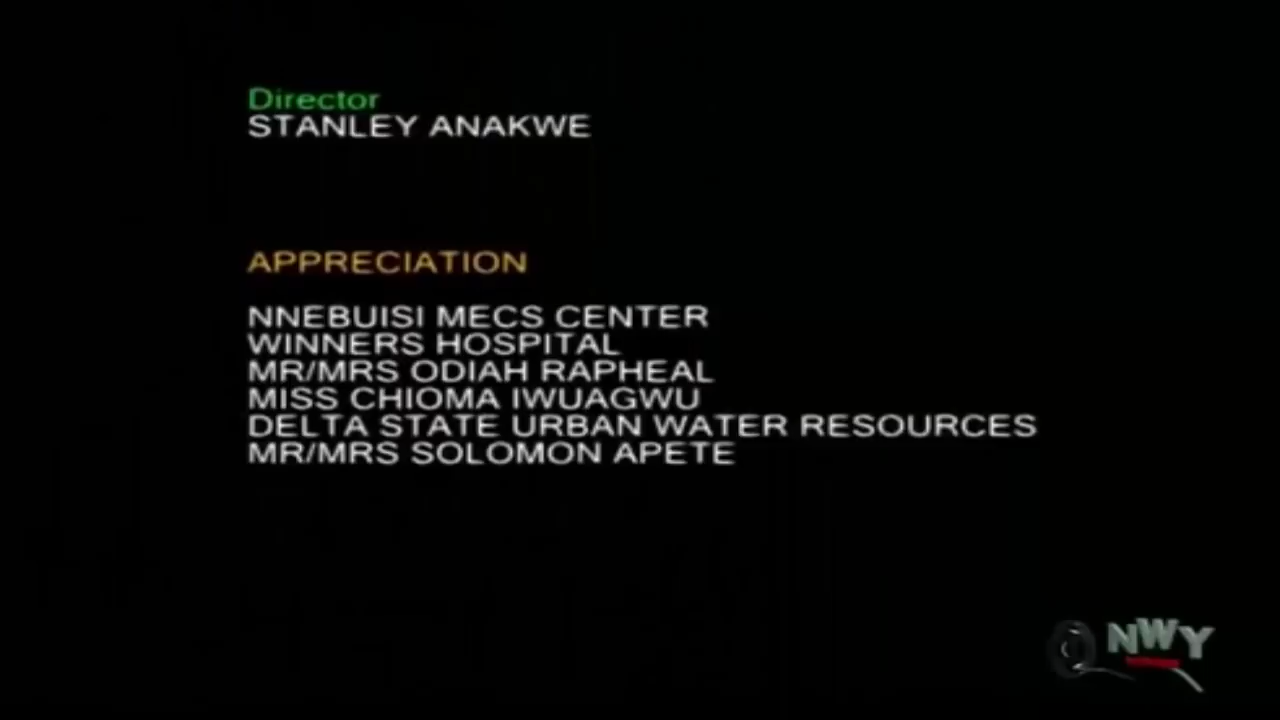 Director
STANLEY ANAKWE
APPRECIATION
NNEBUISI MECS CENTER
WINNERS HOSPITAL
MR/MRS ODIAH RAPHEAL
MISS CHIOMA IWUAGWU
DELTA STATE URBAN WATER RESOURCES
MR/MRS SOLOMON APETE
NWY